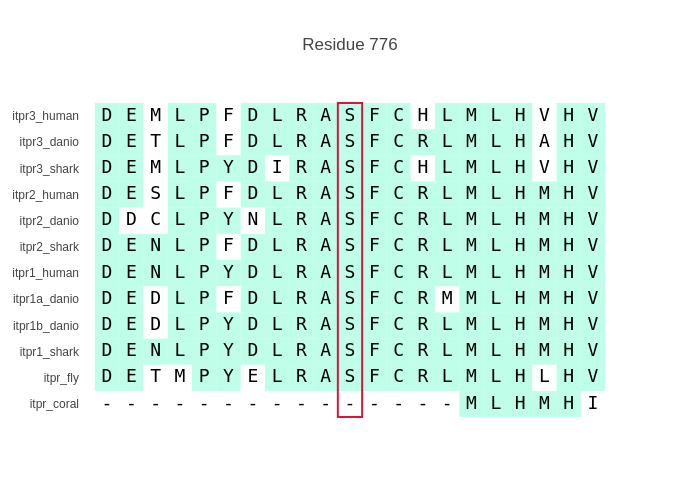 Residue 776
itpr3_human D E M L P F D L R A S F C H L M L H V H V
itpr3_danio D E T L P F D L R A S F C R L M L H A H V
itpr3_shark D E M L P Y D I R A S F C H L M L H V H V
itpr2_human D E S L P F D L R A S F C R L M L H M H V
itpr2_danio D D C L P Y N L R A S F C R L M L H M H V
itpr2_shark D E N L P F D L R A S F C R L M L H M H V
itpr1_human D E N L P Y D L R A S F C R L M L H M H V
itpr1a_danio D E D L P F D L R A S F C R M M L H M H V
itpr1b_danio D E D L P Y D L R A S F C R L M L H M H V
itpr1_shark D E N L P Y D L R A S F C R L M L H M H V
itpr_fly D E T M P Y E L R A S F C R L M L H L H V
itpr_coral - - - - - - - - - - - - - - - M L H M H I